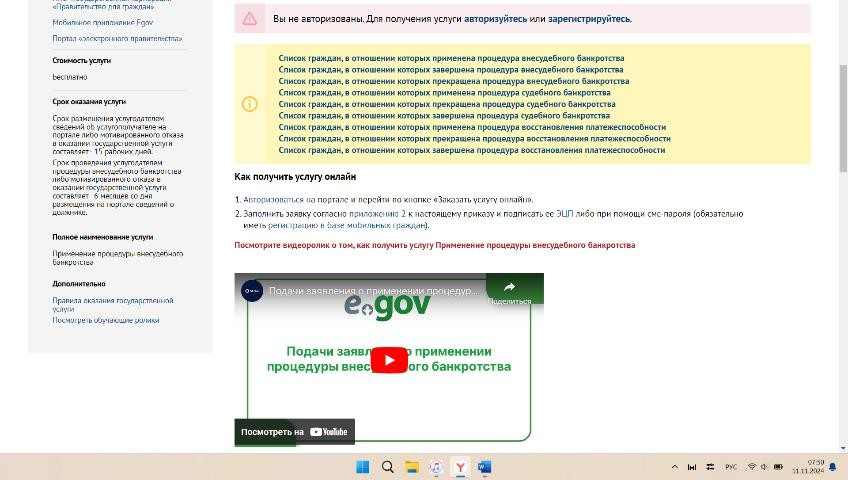 «Правительство для граждан»
Мобильное приложение Egov
Портал «электронного правительства»
Стоимость услуги
бесплатно
Срок оказания услуги
Срок размещения услугодателем
сведений об услугополучателе на
портале либо мотивированного отказа
в оказании государственной услуги
составляет - 15 рабочих дней.
Срок проведения услугодателем
процедуры внесудебного банкротства
либо мотивированного отказа в
оказании государственной услуги
составляет 6 месяцев со дня
размещения на портале сведений о
должнике.
Полное наименование услуги
Применение процедуры внесудебного
банкротства
Дополнительно
Правила оказания государственной
услуги
Посмотреть обучающие ролики
Вы не авторизованы. Для получения услуги авторизуйтесь или зарегистрируйтесь.
Список граждан, в отношении которых применена процедура внесудебного банкротства
Список граждан, в отношении которых завершена процедура внесудебного банкротства
Список граждан, в отношении которых прекращена процедура внесудебного банкротства
Список граждан, в отношении которых применена процедура судебного банкротства
Список граждан, в отношении которых прекращена процедура судебного банкротства
Список граждан, в отношении которых завершена процедура судебного банкротства
Список граждан, в отношении которых применена процедура восстановления платежеспособности
Список граждан, в отношении которых прекращена процедура восстановления платежеспособности
Список граждан, в отношении которых завершена процедура восстановления платежеспособности
Как получить услугу онлайн
1. Авторизоваться на портале и перейти по кнопке «Заказать услугу онлайн».
2. Заполнить заявку согласно приложению 2 к настоящему приказу и подписать ее ЭЦП либо при помощи смс-пароля (обязательно
иметь регистрацию в базе мобильных граждан).
Посмотрите видеоролик о том, как получить услугу Применение процедуры внесудебного банкротства
Подачи заявления о применении процедур...
Поделиться
egov
Подачи заявл о применении
процедуры внес ого банкротства
Посмотреть на YouTube
РУС
07:50
11.11.2024